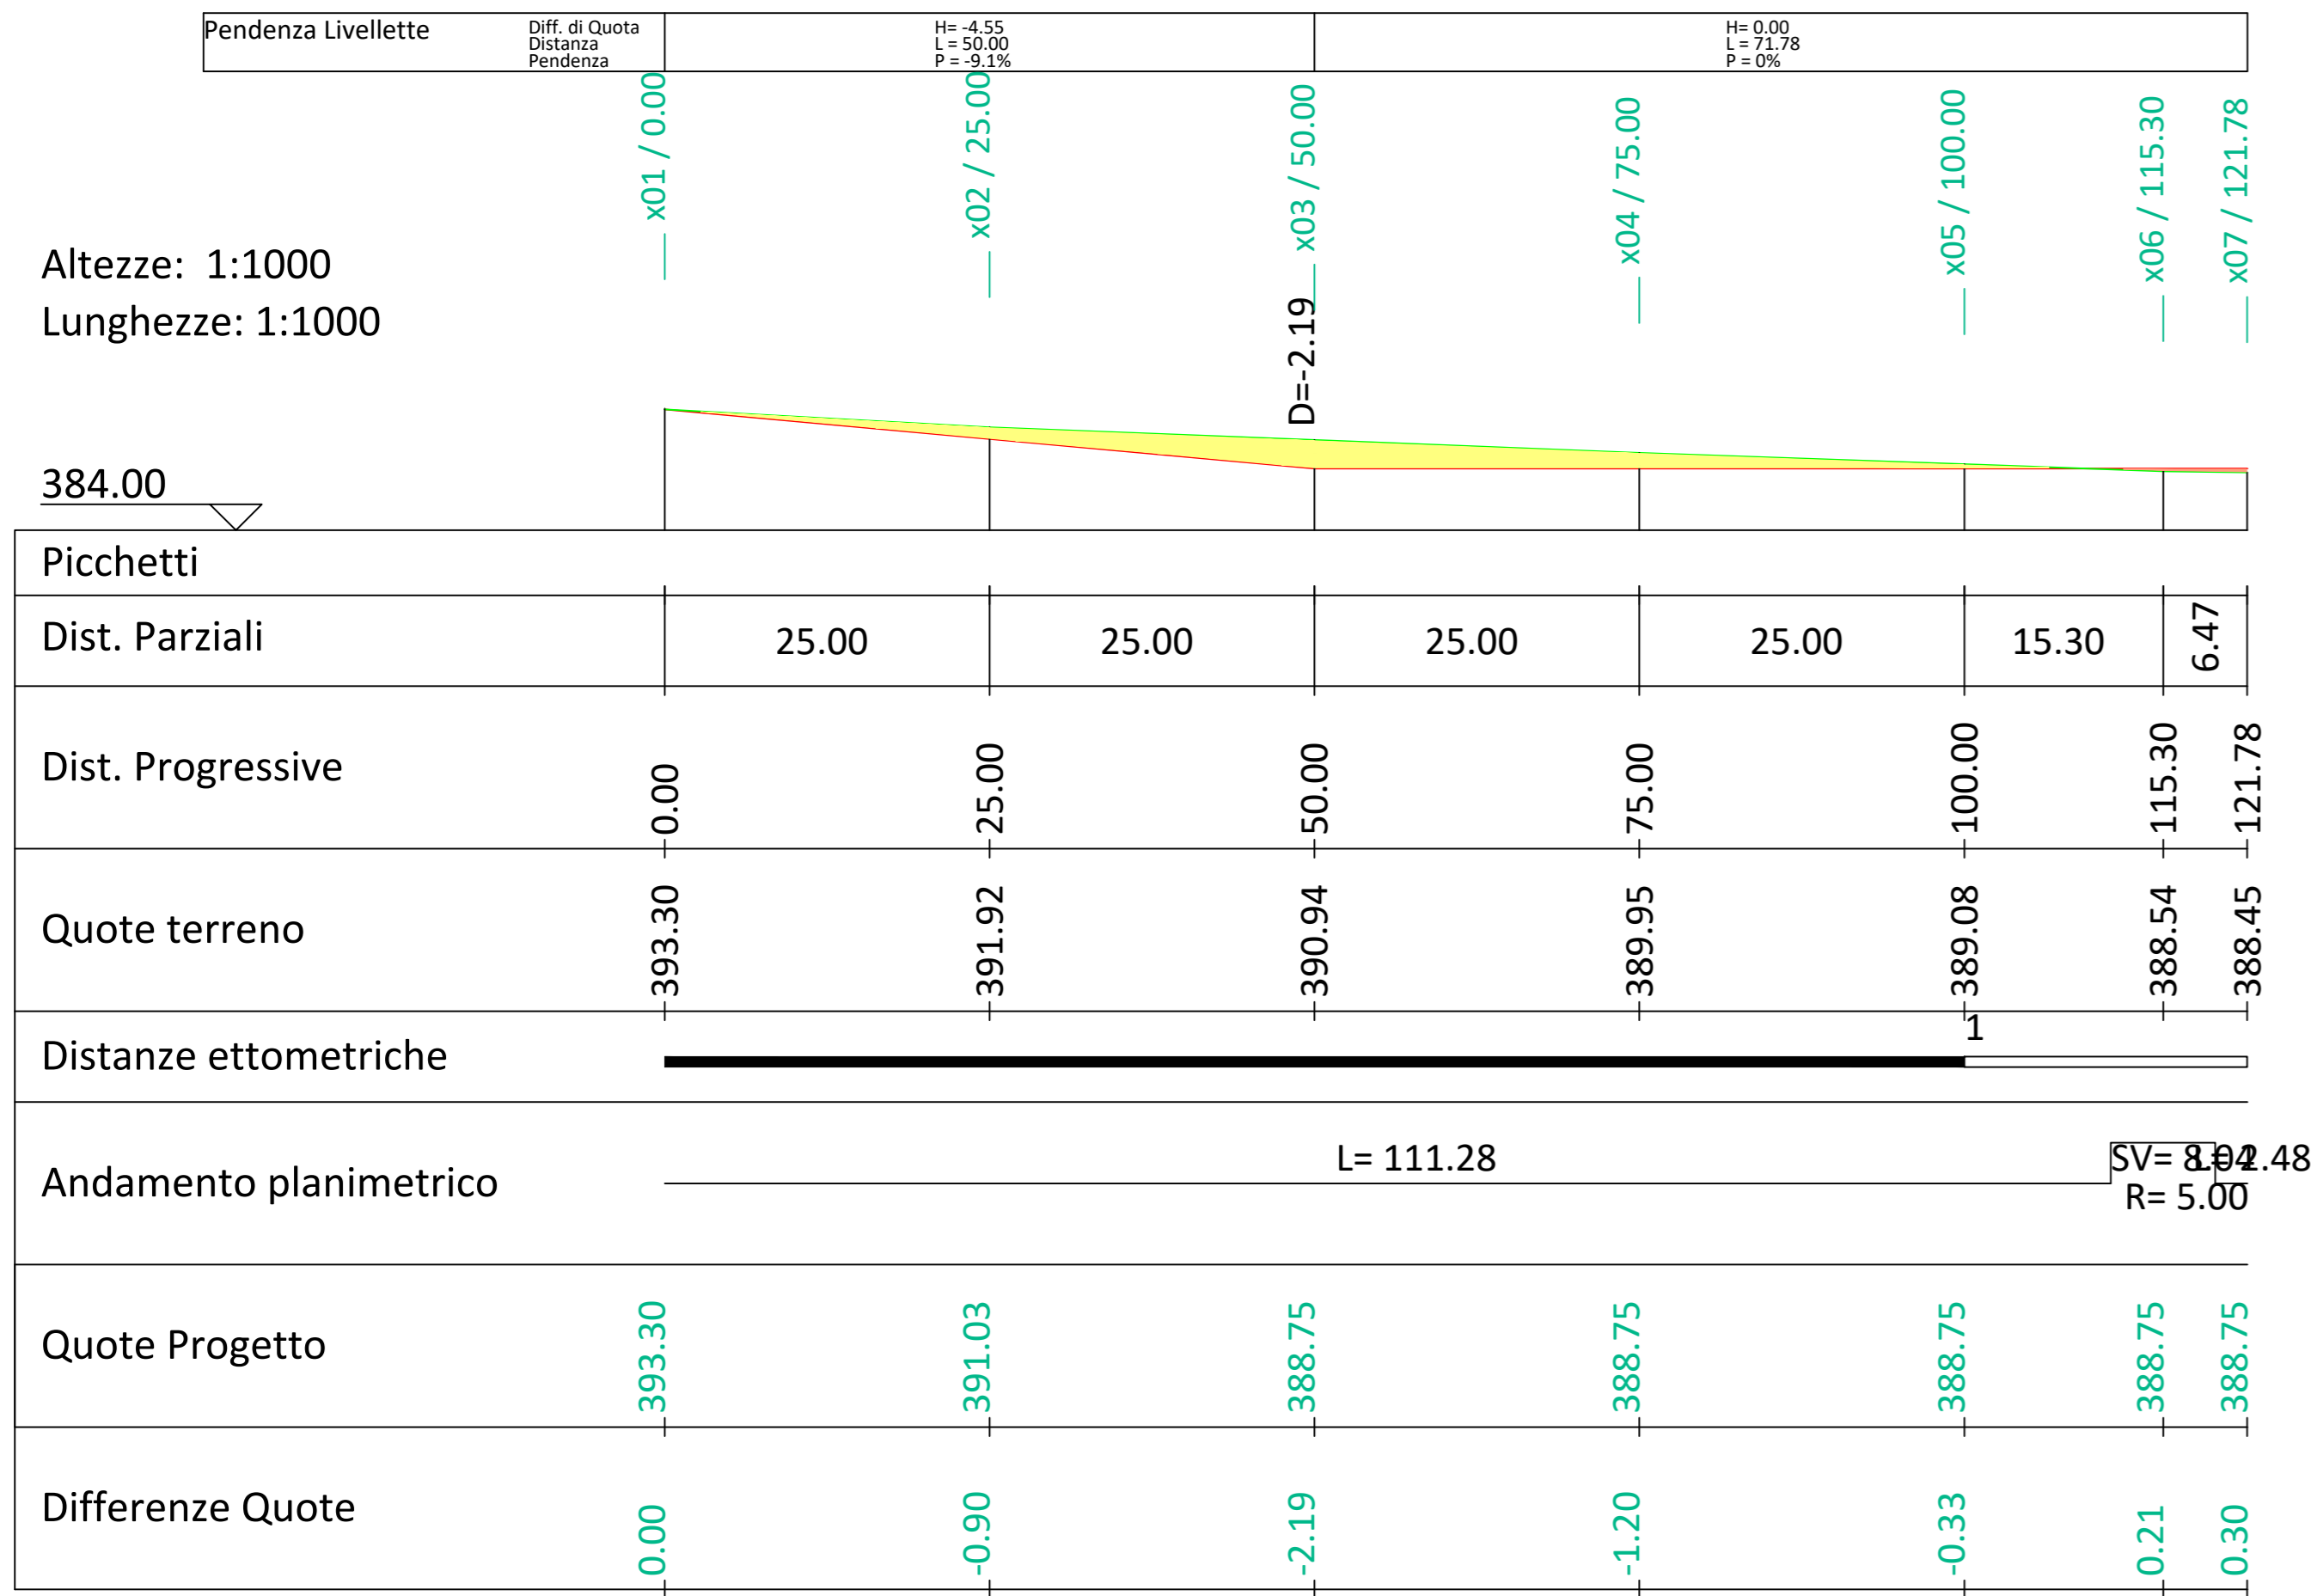 Pendenza Livellette
Diff. di Quota
Distanza
Pendenza
H= -4.55
L = 50.00
P = -9.1%
H= 0.00
L = 71.78
P = 0%
x01 / 0.00
x02 / 25.00
x03 / 50.00
x04 / 75.00
x05 / 100.00
x06 / 115.30
x07 / 121.78
Altezze: 1:1000
Lunghezze: 1:1000
D=-2.19
384.00
Picchetti
Dist. Parziali
25.00
25.00
25.00
25.00
15.30
6.47
Dist. Progressive
0.00
25.00
50.00
75.00
100.00
115.30
121.78
Quote terreno
393.30
391.92
390.94
389.95
389.08
388.54
388.45
Distanze ettometriche
1
Andamento planimetrico
L= 111.28
SV= 8.04
R= 5.00
L= 2.48
Quote Progetto
393.30
391.03
388.75
388.75
388.75
388.75
388.75
Differenze Quote
0.00
-0.90
-2.19
-1.20
-0.33
0.21
0.30